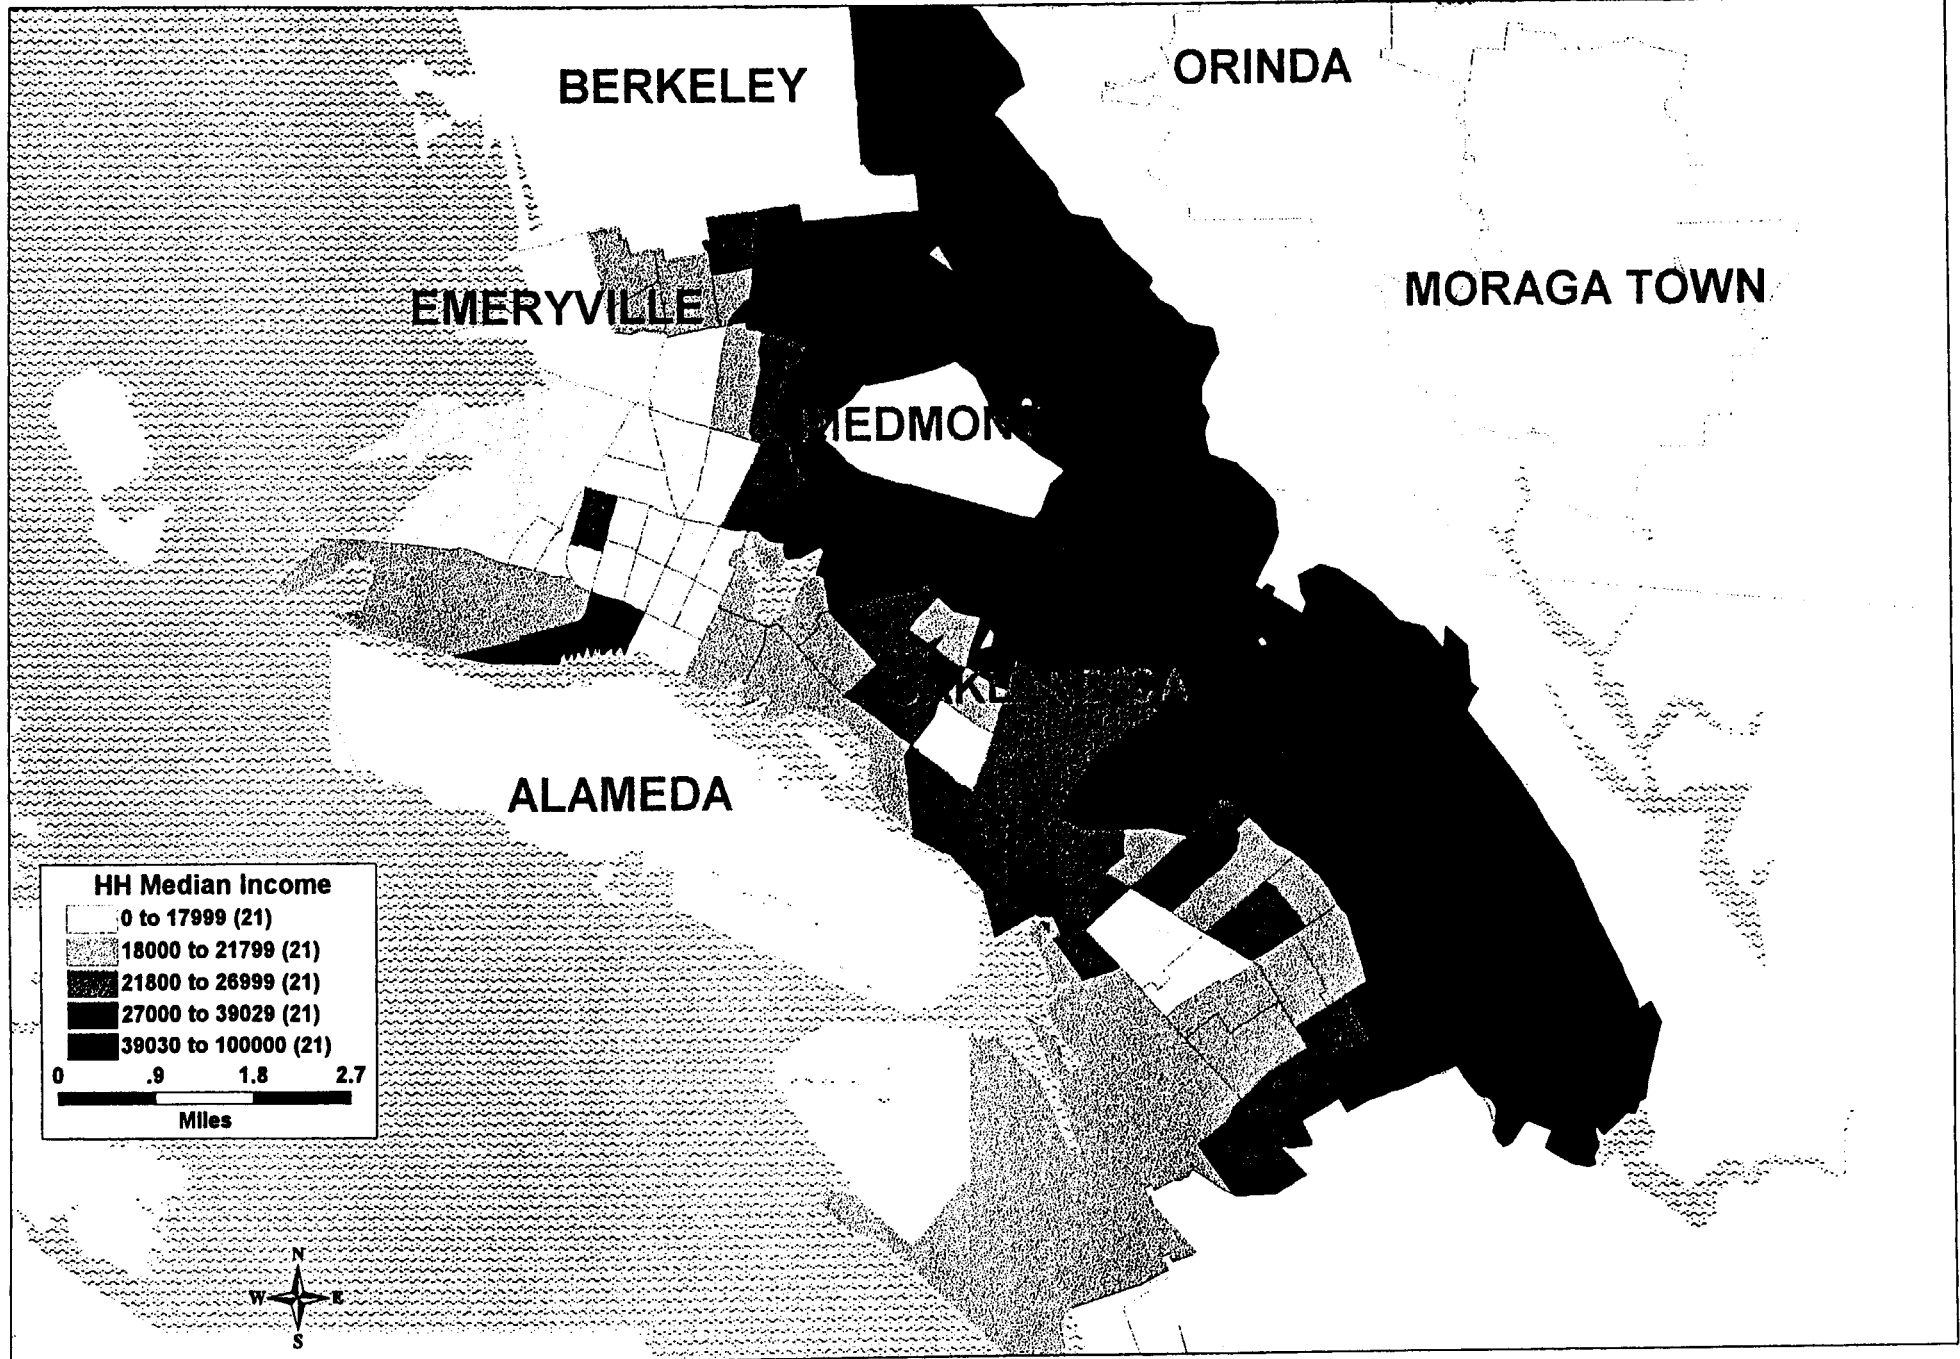 BERKELEY
ORINDA
EMERYVILLE
MORAGA TOWN
ALAMEDA
HH Median Income
0 to 17999 (21)
18000 to 21799 (21)
21800 to 26999 (21)
27000 to 39029 (21)
39030 to 100000 (21)
0 .9 1.8 2.7
Miles
N
W E
S